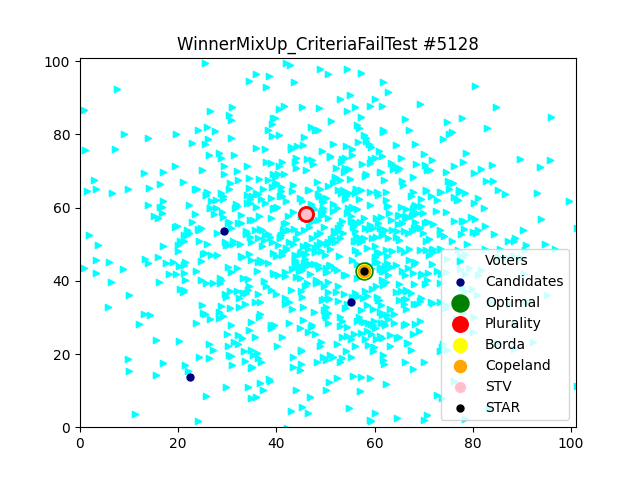 WinnerMixUp_CriteriaFailTest #5128
100
80
60
40
20
0
0 20 40 60 80 100
Voters
Candidates
Optimal
Plurality
Borda
Copeland
STV
STAR